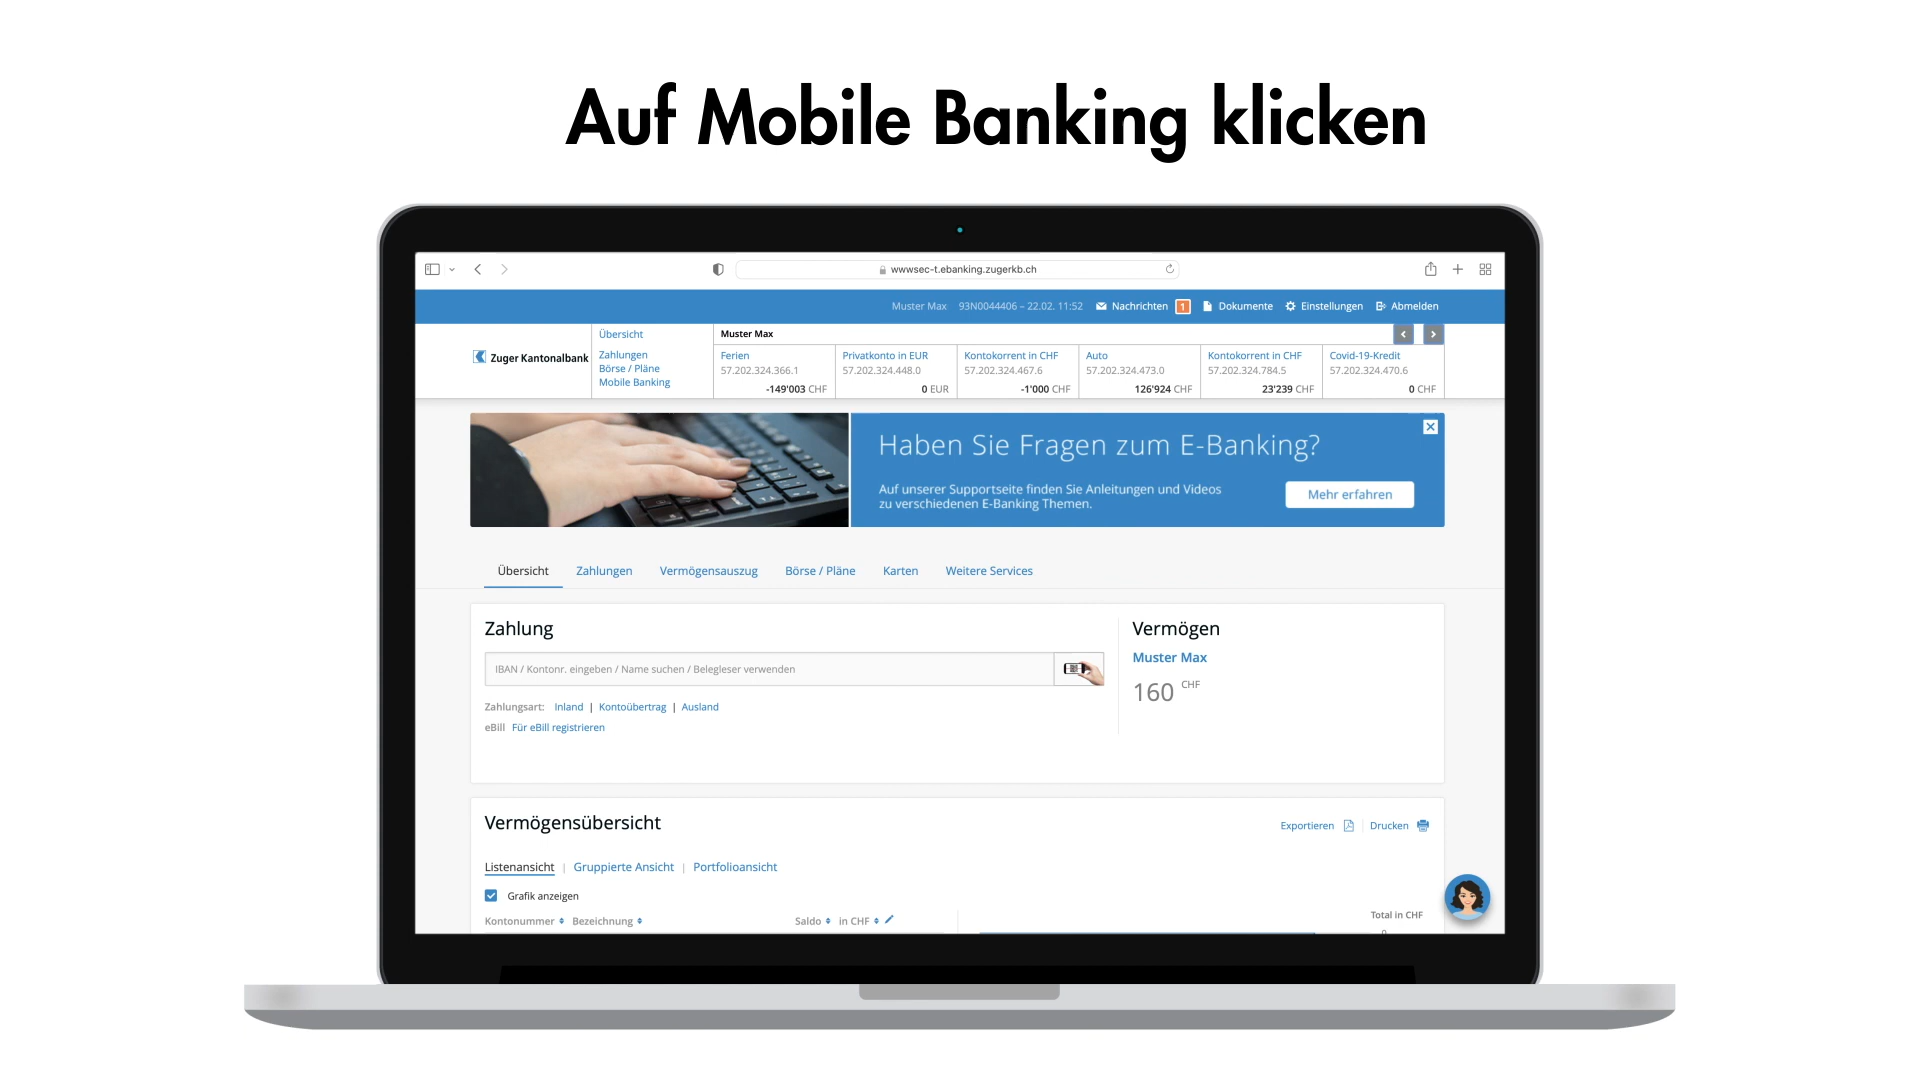 Auf Mobile Banking klicken
wwwsec-t.ebanking.zugerkb.ch
Muster Max 93N0044406 – 22.02. 11:52 Nachrichten 1 Dokumente Einstellungen Abmelden
Zuger Kantonalbank
Übersicht
Zahlungen
Börse / Pläne
Mobile Banking
Muster Max
Ferien
57.202.324.366.1
-149'003 CHF
Privatkonto in EUR
57.202.324.448.0
0 EUR
Kontokorrent in CHF
57.202.324.467.6
-1'000 CHF
Auto
57.202.324.473.0
126'924 CHF
Kontokorrent in CHF
57.202.324.784.5
23'239 CHF
Covid-19-Kredit
57.202.324.470.6
0 CHF
Haben Sie Fragen zum E-Banking?
Auf unserer Supportseite finden Sie Anleitungen und Videos
zu verschiedenen E-Banking Themen.
Mehr erfahren
Übersicht Zahlungen Vermögensauszug Börse / Pläne Karten Weitere Services
Zahlung
IBAN / Kontonr. eingeben / Name suchen / Belegleser verwenden
Zahlungsart: Inland | Kontoübertrag | Ausland
eBill Für eBill registrieren
Vermögen
Muster Max
160 CHF
Vermögensübersicht
Exportieren | Drucken
Listenansicht | Gruppierte Ansicht | Portfolioansicht
Grafik anzeigen
Kontonummer Bezeichnung Saldo in CHF
Total in CHF